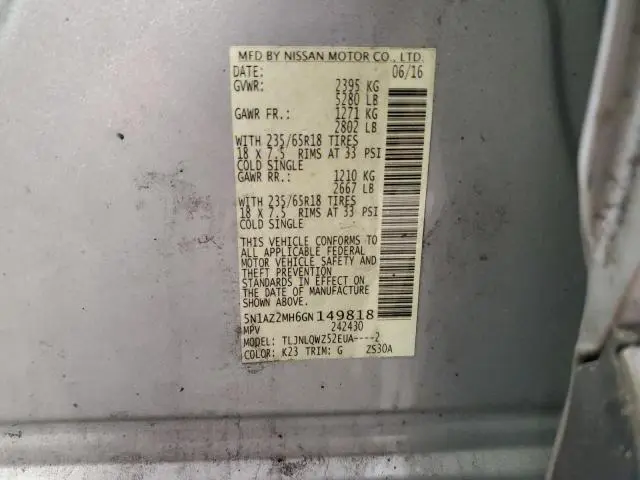 MFD BY NISSAN MOTOR CO., LTD.
DATE: 06/16
GVWR: 2395 KG
5280 LB
GAWR FR.: 1271 KG
2802 LB
WITH 235/65R18 TIRES
18 X 7.5 RIMS AT 33 PSI
COLD SINGLE
GAWR RR.: 1210 KG
2667 LB
WITH 235/65R18 TIRES
18 X 7.5 RIMS AT 33 PSI
COLD SINGLE
THIS VEHICLE CONFORMS TO
ALL APPLICABLE FEDERAL
MOTOR VEHICLE SAFETY AND
THEFT PREVENTION
STANDARDS IN EFFECT ON
THE DATE OF MANUFACTURE
SHOWN ABOVE.
5N1AZ2MH6GN149818
MPV 242430
MODEL: TLJNLQWZ52EUA----2
COLOR: K23 TRIM: G ZS30A